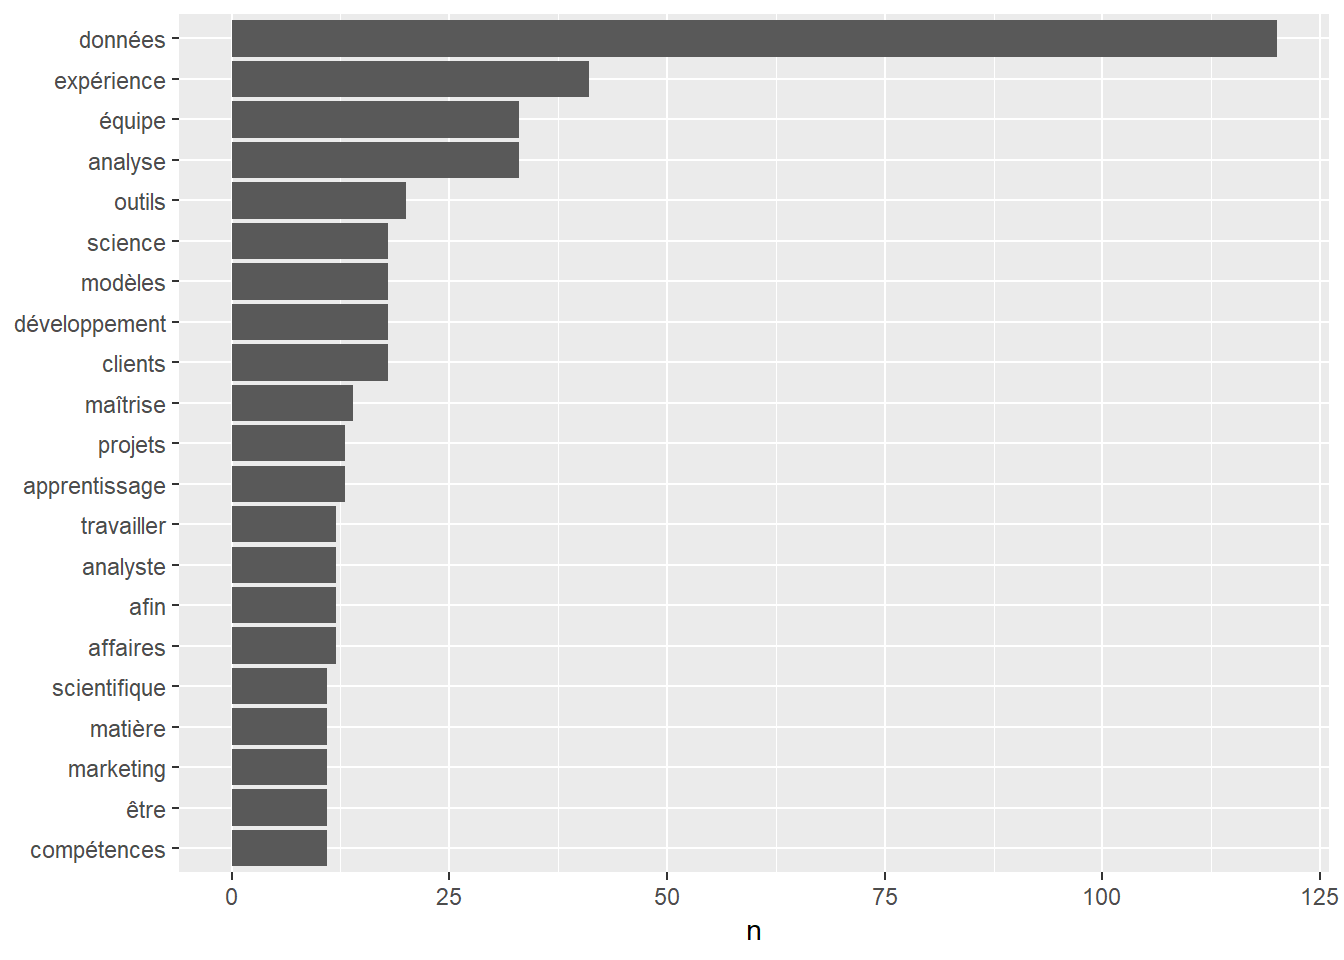 données
expérience
équipe
analyse
outils
science
modèles
développement
clients
maîtrise
projets
apprentissage
travailler
analyste
afin
affaires
scientifique
matière
marketing
être
compétences
0 25 50 75 100 125
n